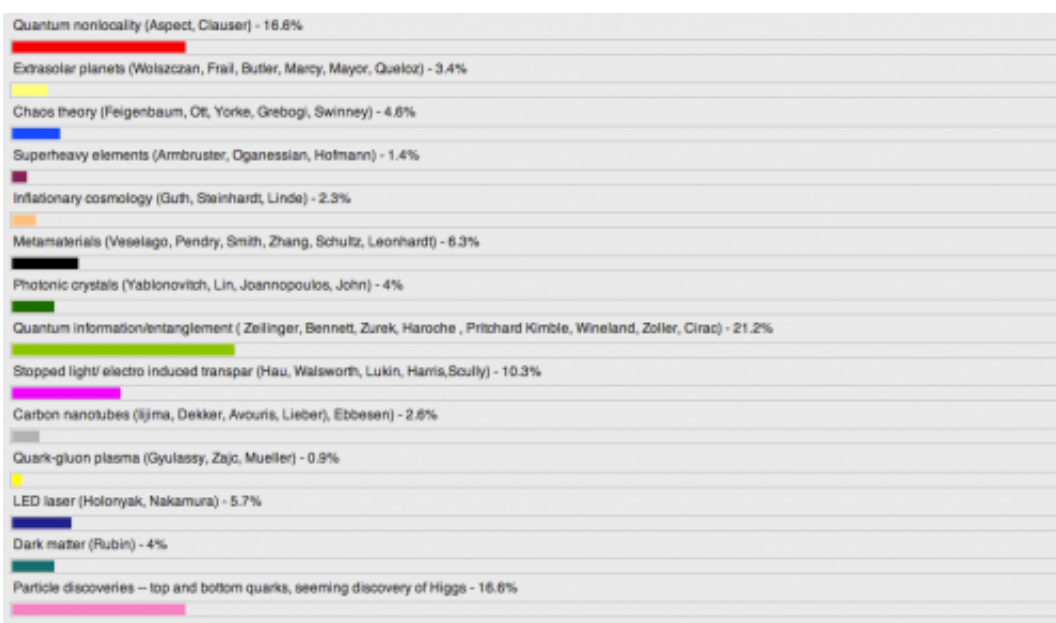 Quantum nonlocality (Aspect, Clauser) - 16.6%
Extrasolar planets (Wolszczan, Frail, Butler, Marcy, Mayor, Queloz) - 3.4%
Chaos theory (Feigenbaum, Ott, Yorke, Grebogi, Swinney) - 4.6%
Superheavy elements (Armbruster, Oganessian, Hofmann) - 1.4%
Inflationary cosmology (Guth, Steinhardt, Linde) - 2.3%
Metamaterials (Veselago, Pendry, Smith, Zhang, Schultz, Leonhardt) - 6.3%
Photonic crystals (Yablonovitch, Lin, Joannopoulos, John) - 4%
Quantum information/entanglement ( Zeilinger, Bennett, Zurek, Haroche , Pritchard Kimble, Wineland, Zoller, Cirac) - 21.2%
Stopped light/ electro induced transpar (Hau, Walsworth, Lukin, Harris,Scully) - 10.3%
Carbon nanotubes (Iijima, Dekker, Avouris, Lieber), Ebbesen) - 2.6%
Quark-gluon plasma (Gyulassy, Zajc, Mueller) - 0.9%
LED laser (Holonyak, Nakamura) - 5.7%
Dark matter (Rubin) - 4%
Particle discoveries -- top and bottom quarks, seeming discovery of Higgs - 16.6%